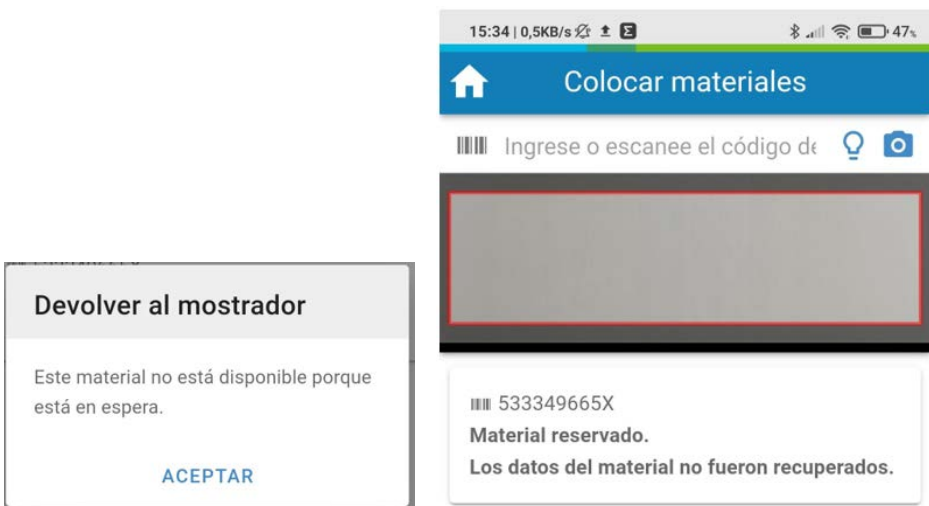 Devolver al mostrador
Este material no está disponible porque
está en espera.
ACEPTAR
15:34 | 0,5KB/s
47%
Colocar materiales
Ingrese o escanee el código de
533349665X
Material reservado.
Los datos del material no fueron recuperados.